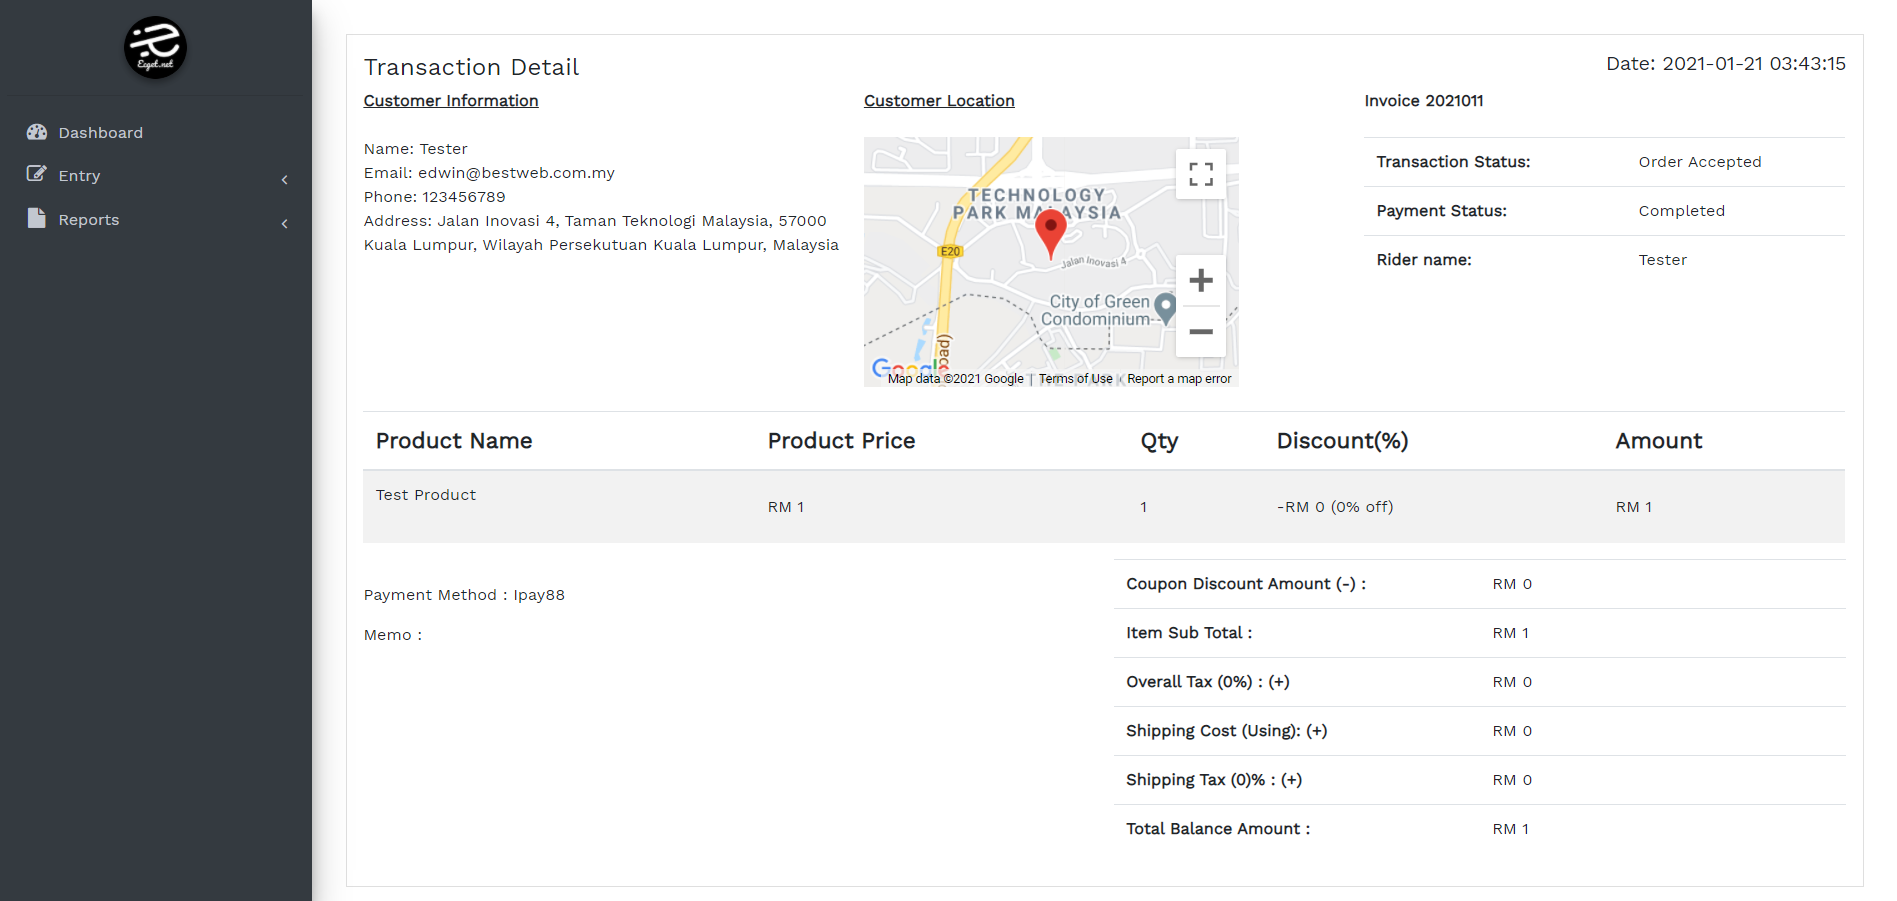 Ecget.net
Dashboard
Entry
Reports
Transaction Detail
Date: 2021-01-21 03:43:15
Customer Information
Name: Tester
Email: edwin@bestweb.com.my
Phone: 123456789
Address: Jalan Inovasi 4, Taman Teknologi Malaysia, 57000
Kuala Lumpur, Wilayah Persekutuan Kuala Lumpur, Malaysia
Customer Location
TECHNOLOGY
PARK MALAYSIA
E20
Jalan Inovasi 4
City of Green
Condominium
Google
Map data ©2021 Google
Terms of Use
Report a map error
Invoice 2021011
Transaction Status: Order Accepted
Payment Status: Completed
Rider name: Tester
Product Name Product Price Qty Discount(%) Amount
Test Product RM 1 1 -RM 0 (0% off) RM 1
Payment Method : Ipay88
Memo :
Coupon Discount Amount (-) : RM 0
Item Sub Total : RM 1
Overall Tax (0%) : (+) RM 0
Shipping Cost (Using): (+) RM 0
Shipping Tax (0)% : (+) RM 0
Total Balance Amount : RM 1